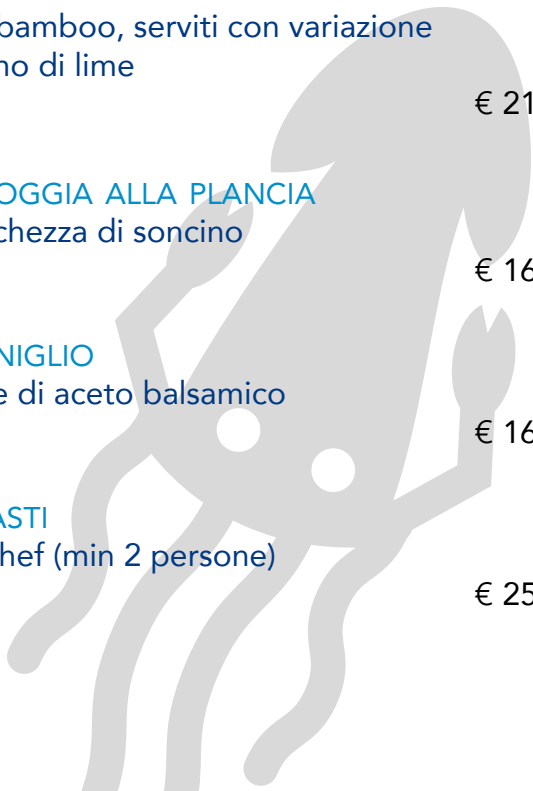 bamboo, serviti con variazione
no di lime
€ 21
OGGIA ALLA PLANCIA
chezza di soncino
€ 16
NIGLIO
e di aceto balsamico
€ 16
ASTI
hef (min 2 persone)
€ 25